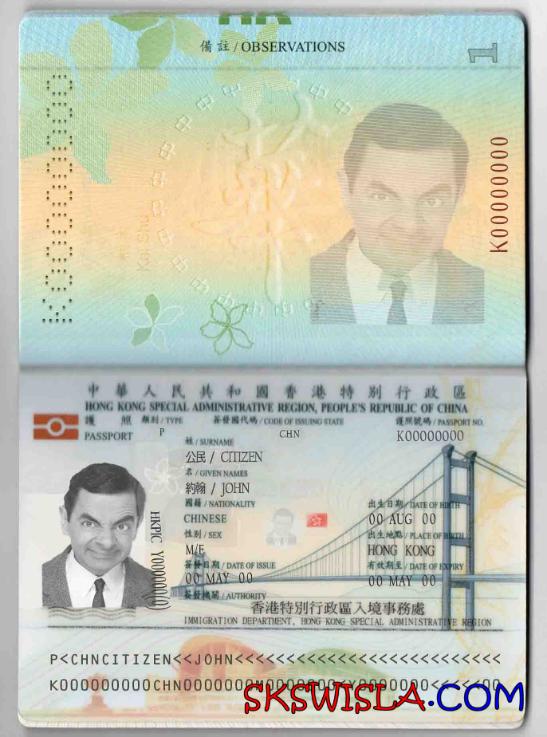 HK
備註 / OBSERVATIONS
1
K00000000
K00000000
Kai Shu
中華人民共和國香港特別行政區
HONG KONG SPECIAL ADMINISTRATIVE REGION, PEOPLE'S REPUBLIC OF CHINA
護照 類別 / TYPE 簽發國代碼 / CODE OF ISSUING STATE 護照號碼 / PASSPORT NO.
PASSPORT P CHN K00000000
姓 / SURNAME
公民 / CITIZEN
名 / GIVEN NAMES
約翰 / JOHN
國籍 / NATIONALITY 出生日期 / DATE OF BIRTH
CHINESE 00 AUG 00
性別 / SEX 出生地點 / PLACE OF BIRTH
M/F HONG KONG
簽發日期 / DATE OF ISSUE 有效期至 / DATE OF EXPIRY
00 MAY 00 00 MAY 00
簽發機關 / AUTHORITY 香港特別行政區入境事務處
IMMIGRATION DEPARTMENT, HONG KONG SPECIAL ADMINISTRATIVE REGION
P<CHNCITIZEN<<JOHN<<<<<<<<<<<<<<<<<<<<<<<<<<
SKSWISLA.COM